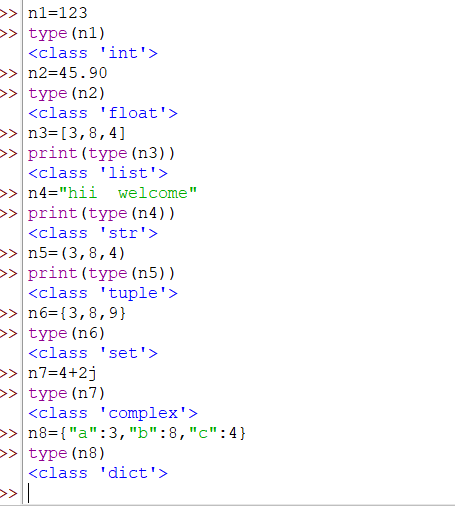 >> n1=123
>> type(n1)
<class 'int'>
>> n2=45.90
>> type(n2)
<class 'float'>
>> n3=[3,8,4]
>> print(type(n3))
<class 'list'>
>> n4="hii  welcome"
>> print(type(n4))
<class 'str'>
>> n5=(3,8,4)
>> print(type(n5))
<class 'tuple'>
>> n6={3,8,9}
>> type(n6)
<class 'set'>
>> n7=4+2j
>> type(n7)
<class 'complex'>
>> n8={"a":3,"b":8,"c":4}
>> type(n8)
<class 'dict'>
>>